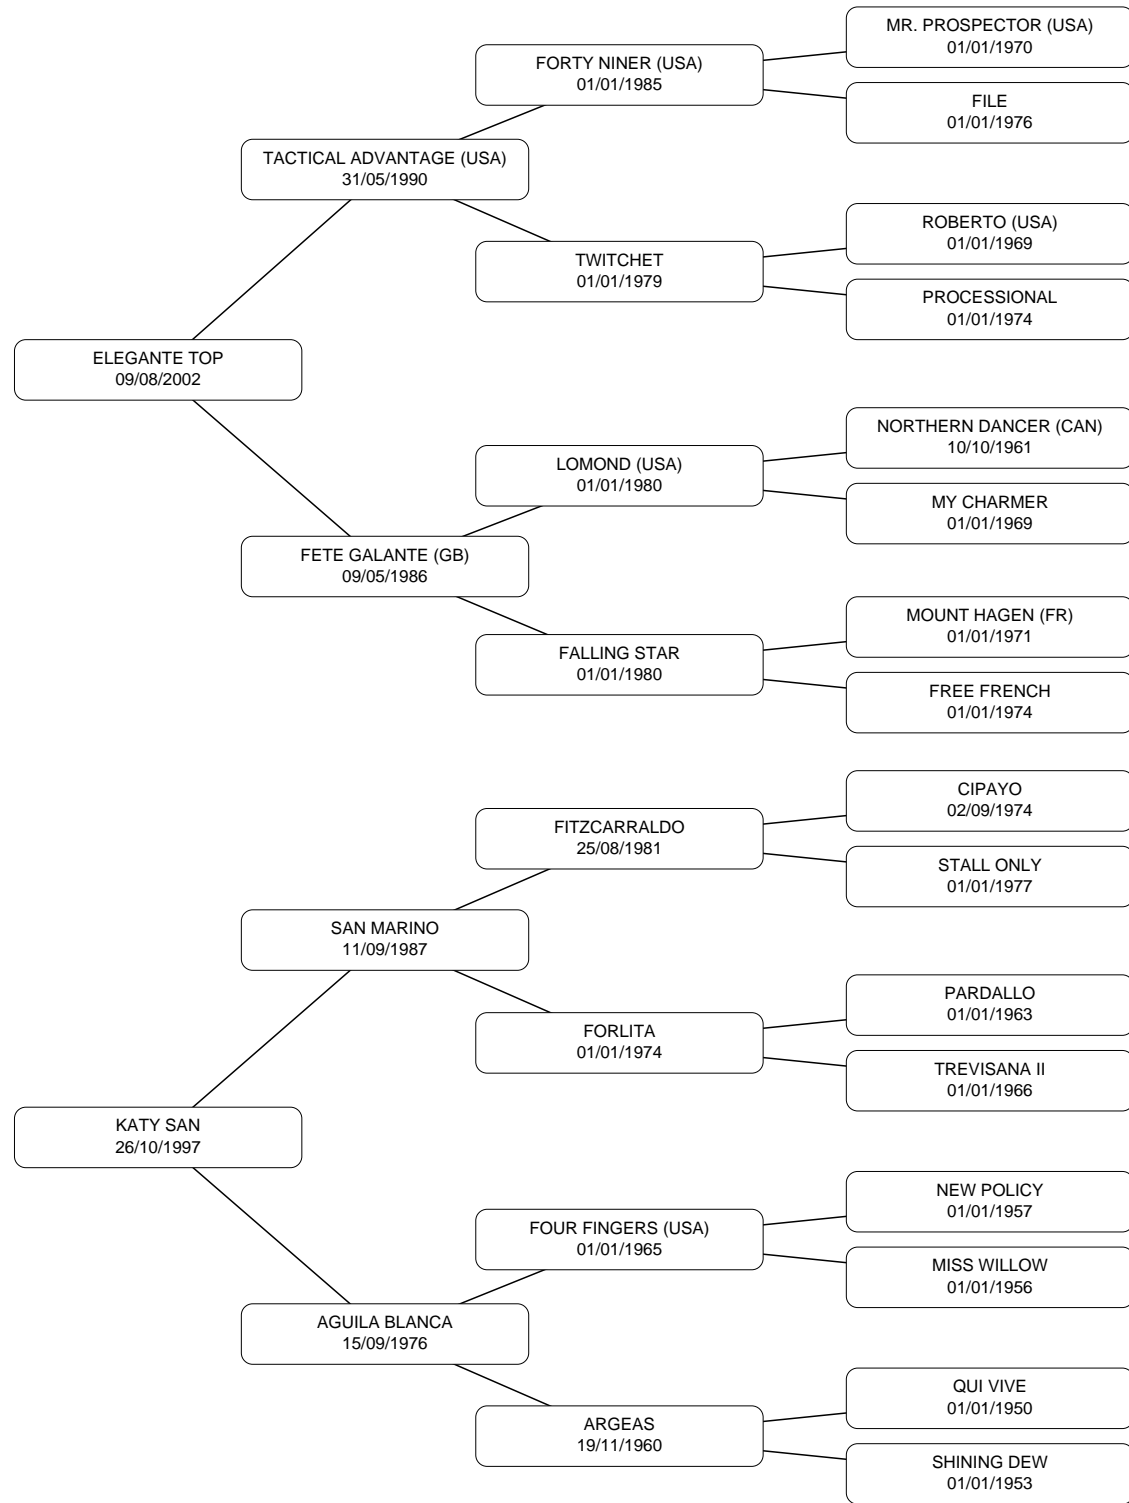 MR. PROSPECTOR (USA)
01/01/1970
FORTY NINER (USA)
01/01/1985
FILE
01/01/1976
TACTICAL ADVANTAGE (USA)
31/05/1990
ROBERTO (USA)
01/01/1969
TWITCHET
01/01/1979
PROCESSIONAL
01/01/1974
ELEGANTE TOP
09/08/2002
NORTHERN DANCER (CAN)
10/10/1961
LOMOND (USA)
01/01/1980
MY CHARMER
01/01/1969
FETE GALANTE (GB)
09/05/1986
MOUNT HAGEN (FR)
01/01/1971
FALLING STAR
01/01/1980
FREE FRENCH
01/01/1974
CIPAYO
02/09/1974
FITZCARRALDO
25/08/1981
STALL ONLY
01/01/1977
SAN MARINO
11/09/1987
PARDALLO
01/01/1963
FORLITA
01/01/1974
TREVISANA II
01/01/1966
KATY SAN
26/10/1997
NEW POLICY
01/01/1957
FOUR FINGERS (USA)
01/01/1965
MISS WILLOW
01/01/1956
AGUILA BLANCA
15/09/1976
QUI VIVE
01/01/1950
ARGEAS
19/11/1960
SHINING DEW
01/01/1953